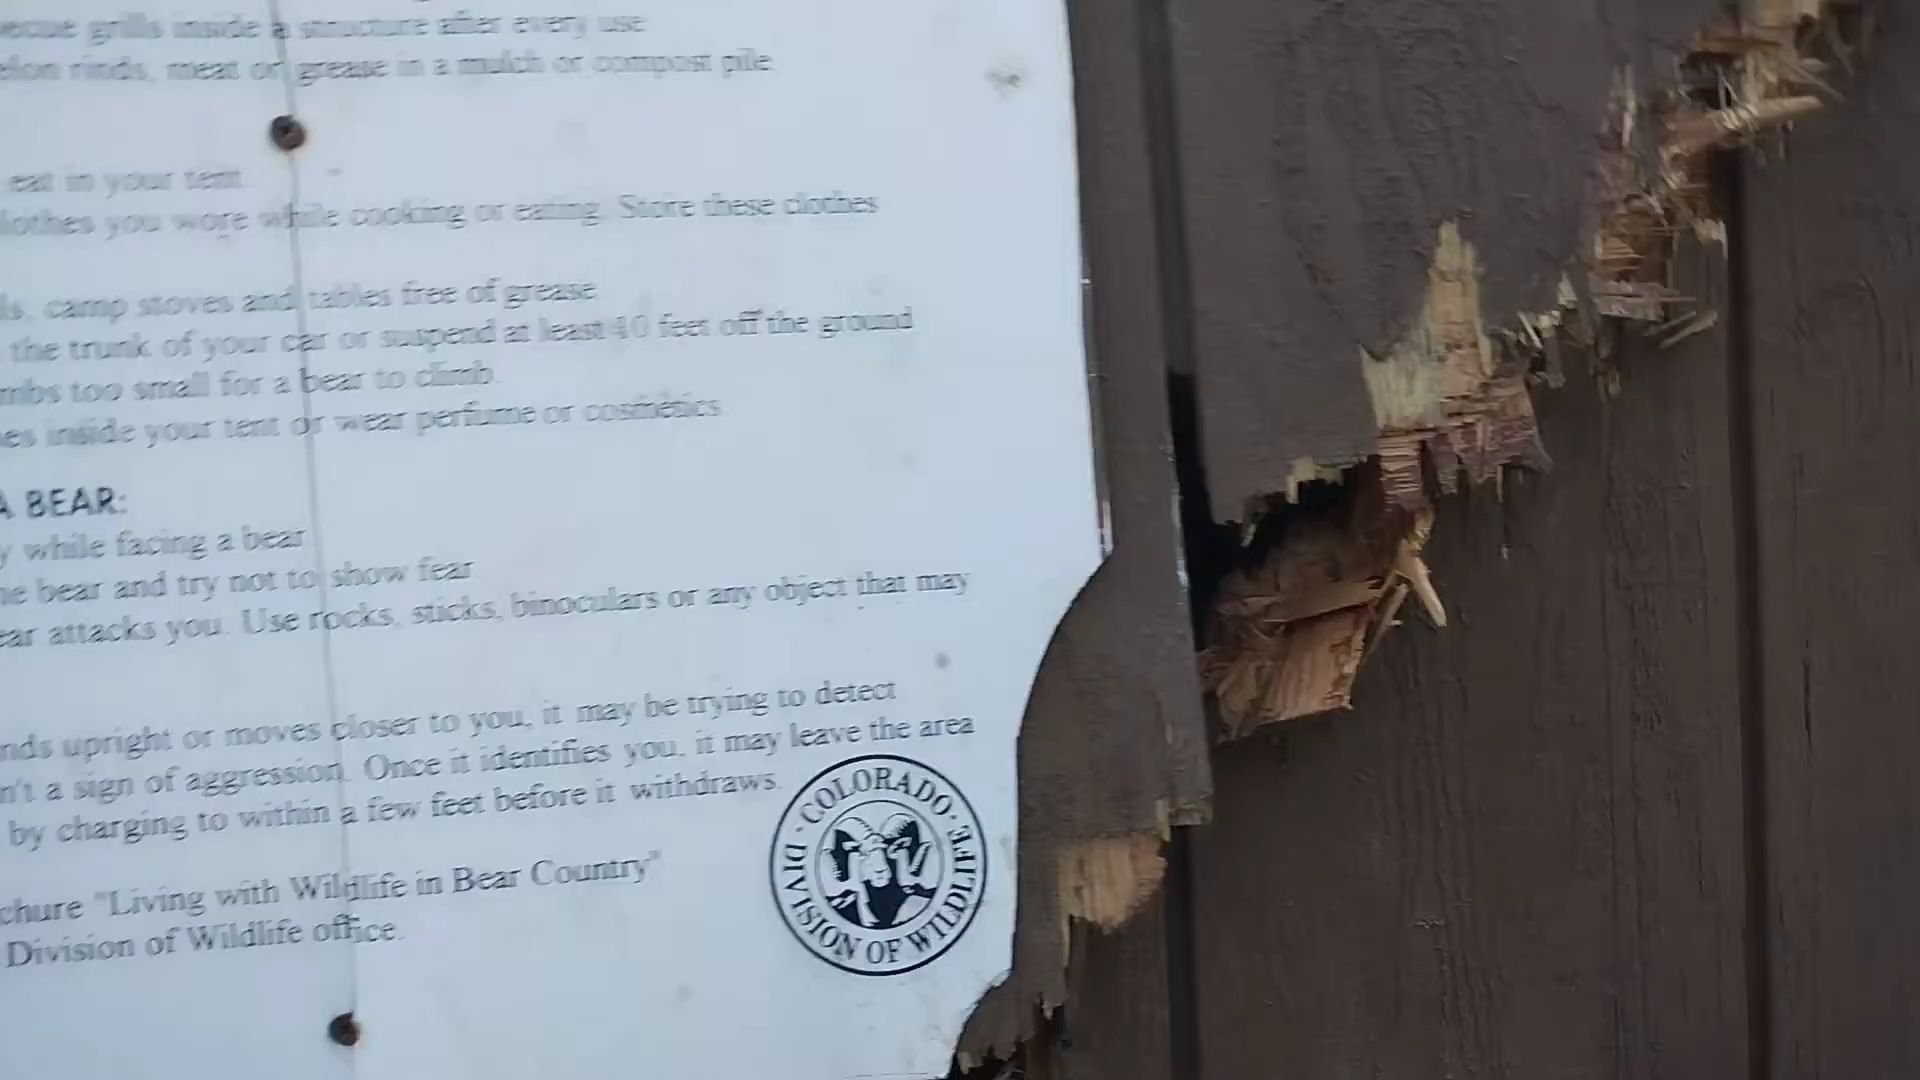 ecue grills inside a structure after every use
elon rinds, meat or grease in a mulch or compost pile.
eat in your tent.
lothes you wore while cooking or eating. Store these clothes
ls, camp stoves and tables free of grease.
the trunk of your car or suspend at least 40 feet off the ground
mbs too small for a bear to climb.
es inside your tent or wear perfume or cosmetics.
A BEAR:
y while facing a bear
he bear and try not to show fear
ear attacks you. Use rocks, sticks, binoculars or any object that may
nds upright or moves closer to you, it may be trying to detect
n't a sign of aggression. Once it identifies you, it may leave the area
by charging to within a few feet before it withdraws.
chure "Living with Wildlife in Bear Country"
Division of Wildlife office.
COLORADO · DIVISION OF WILDLIFE ·